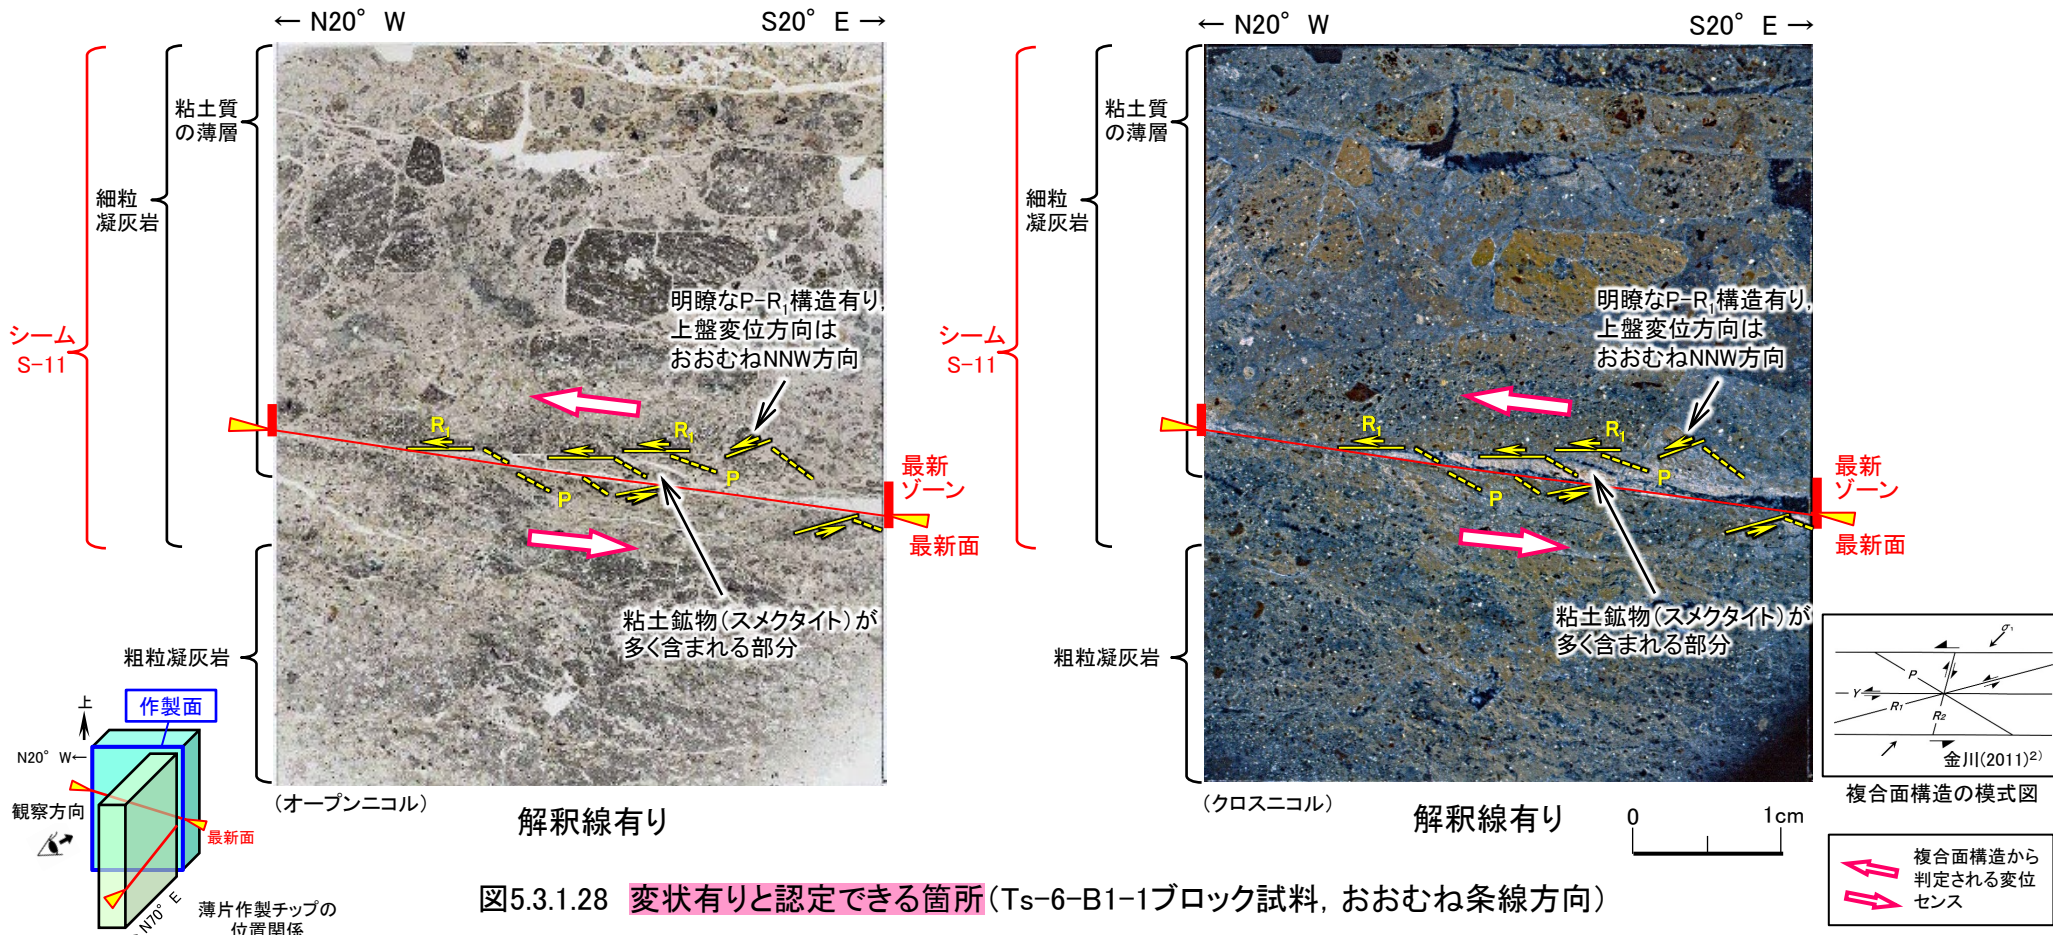 ← N20° W
S20° E →
粘土質
の薄層
細粒
凝灰岩
シーム
S-11
明瞭なP-R1構造有り,
上盤変位方向は
おおむねNNW方向
R1
R1
P
P
最新
ゾーン
最新面
粘土鉱物(スメクタイト)が
多く含まれる部分
粗粒凝灰岩
(オープンニコル)
解釈線有り
← N20° W
S20° E →
粘土質
の薄層
細粒
凝灰岩
シーム
S-11
明瞭なP-R1構造有り,
上盤変位方向は
おおむねNNW方向
R1
R1
P
P
最新
ゾーン
最新面
粘土鉱物(スメクタイト)が
多く含まれる部分
粗粒凝灰岩
(クロスニコル)
解釈線有り
0 1cm
上
作製面
N20° W←
観察方向
最新面
N70° E
薄片作製チップの
位置関係
σ1
P
Y
R1
R2
金川(2011)2)
複合面構造の模式図
複合面構造から
判定される変位
センス
図5.3.1.28 変状有りと認定できる箇所(Ts-6-B1-1ブロック試料, おおむね条線方向)